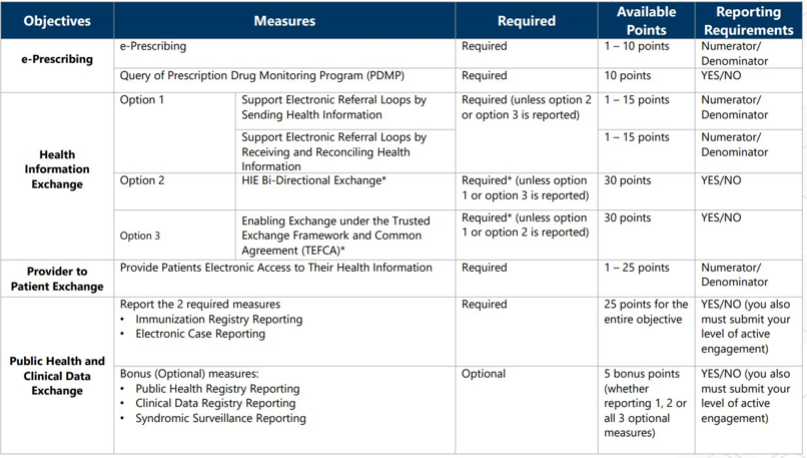 Objectives
Measures
Required
Available
Points
Reporting
Requirements
e-Prescribing
e-Prescribing
Required
1 – 10 points
Numerator/
Denominator
Query of Prescription Drug Monitoring Program (PDMP)
Required
10 points
YES/NO
Health
Information
Exchange
Option 1
Support Electronic Referral Loops by
Sending Health Information
Required (unless option 2
or option 3 is reported)
1 – 15 points
Numerator/
Denominator
Support Electronic Referral Loops by
Receiving and Reconciling Health
Information
1 – 15 points
Numerator/
Denominator
Option 2
HIE Bi-Directional Exchange*
Required* (unless option
1 or option 3 is reported)
30 points
YES/NO
Option 3
Enabling Exchange under the Trusted
Exchange Framework and Common
Agreement (TEFCA)*
Required* (unless option
1 or option 2 is reported)
30 points
YES/NO
Provider to
Patient Exchange
Provide Patients Electronic Access to Their Health Information
Required
1 – 25 points
Numerator/
Denominator
Public Health and
Clinical Data
Exchange
Report the 2 required measures
• Immunization Registry Reporting
• Electronic Case Reporting
Required
25 points for the
entire objective
YES/NO (you also
must submit your
level of active
engagement)
Bonus (Optional) measures:
• Public Health Registry Reporting
• Clinical Data Registry Reporting
• Syndromic Surveillance Reporting
Optional
5 bonus points
(whether
reporting 1, 2 or
all 3 optional
measures)
YES/NO (you also
must submit your
level of active
engagement)